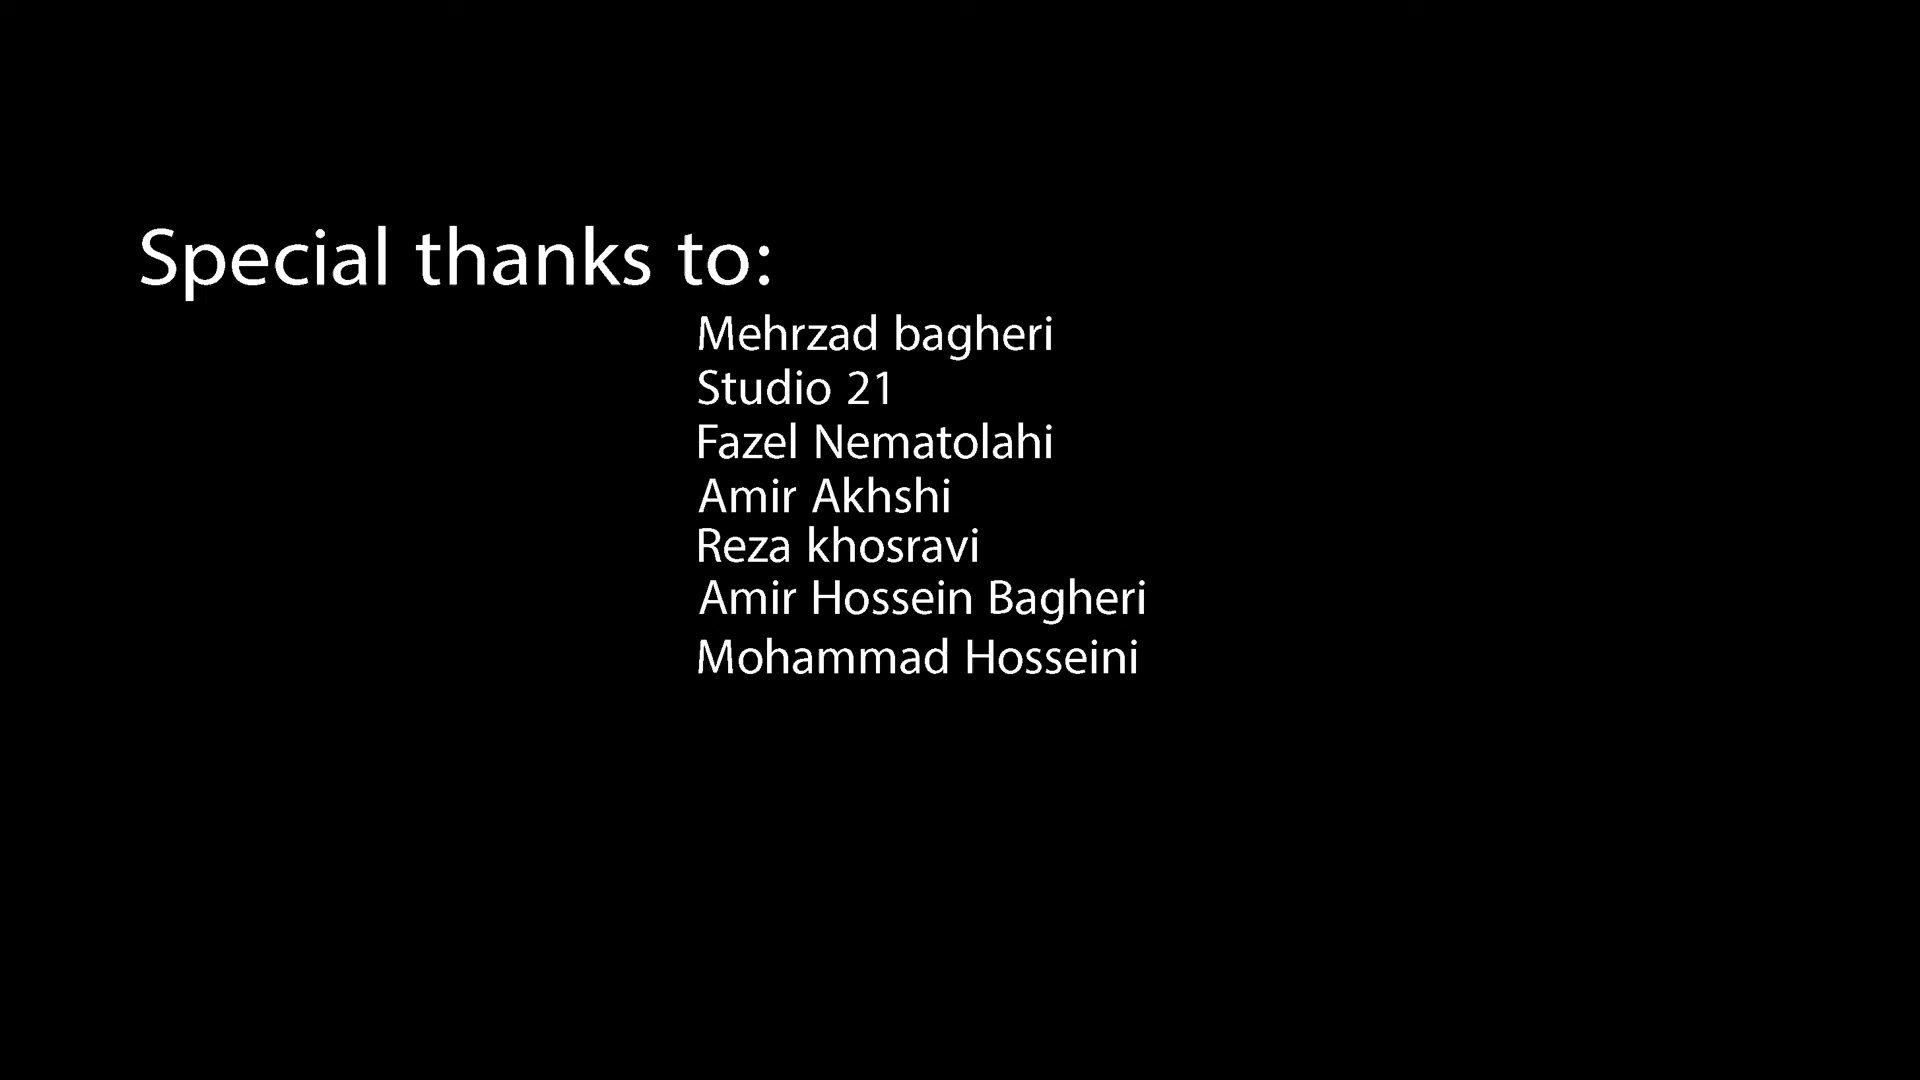 Special thanks to:
Mehrzad bagheri
Studio 21
Fazel Nematolahi
Amir Akhshi
Reza khosravi
Amir Hossein Bagheri
Mohammad Hosseini